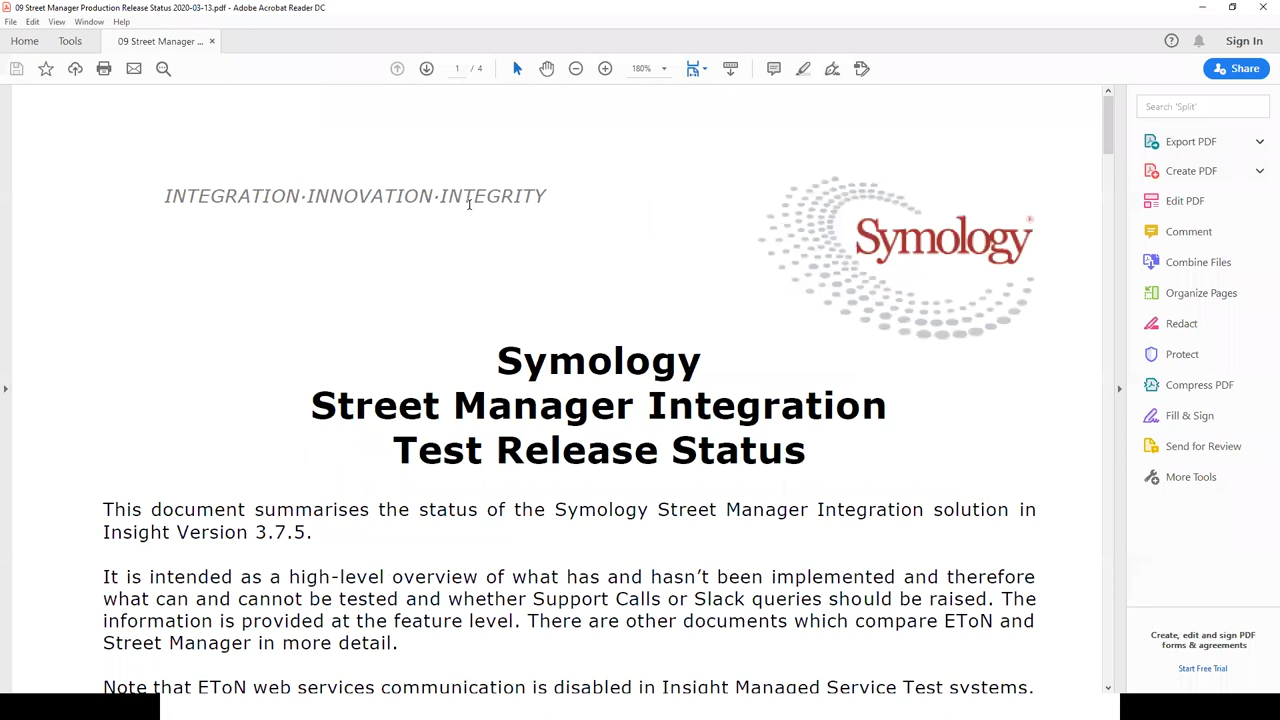 09 Street Manager Production Release Status 2020-03-13.pdf - Adobe Acrobat Reader DC
File Edit View Window Help
Home Tools 09 Street Manager ... × Sign In
1 / 4 180% Share
Search 'Split'
Export PDF
Create PDF
Edit PDF
Comment
Combine Files
Organize Pages
Redact
Protect
Compress PDF
Fill & Sign
Send for Review
More Tools
Create, edit and sign PDF
forms & agreements
Start Free Trial
INTEGRATION·INNOVATION·INTEGRITY
Symology®
Symology
Street Manager Integration
Test Release Status
This document summarises the status of the Symology Street Manager Integration solution in
Insight Version 3.7.5.
It is intended as a high-level overview of what has and hasn't been implemented and therefore
what can and cannot be tested and whether Support Calls or Slack queries should be raised. The
information is provided at the feature level. There are other documents which compare EToN and
Street Manager in more detail.
Note that EToN web services communication is disabled in Insight Managed Service Test systems.